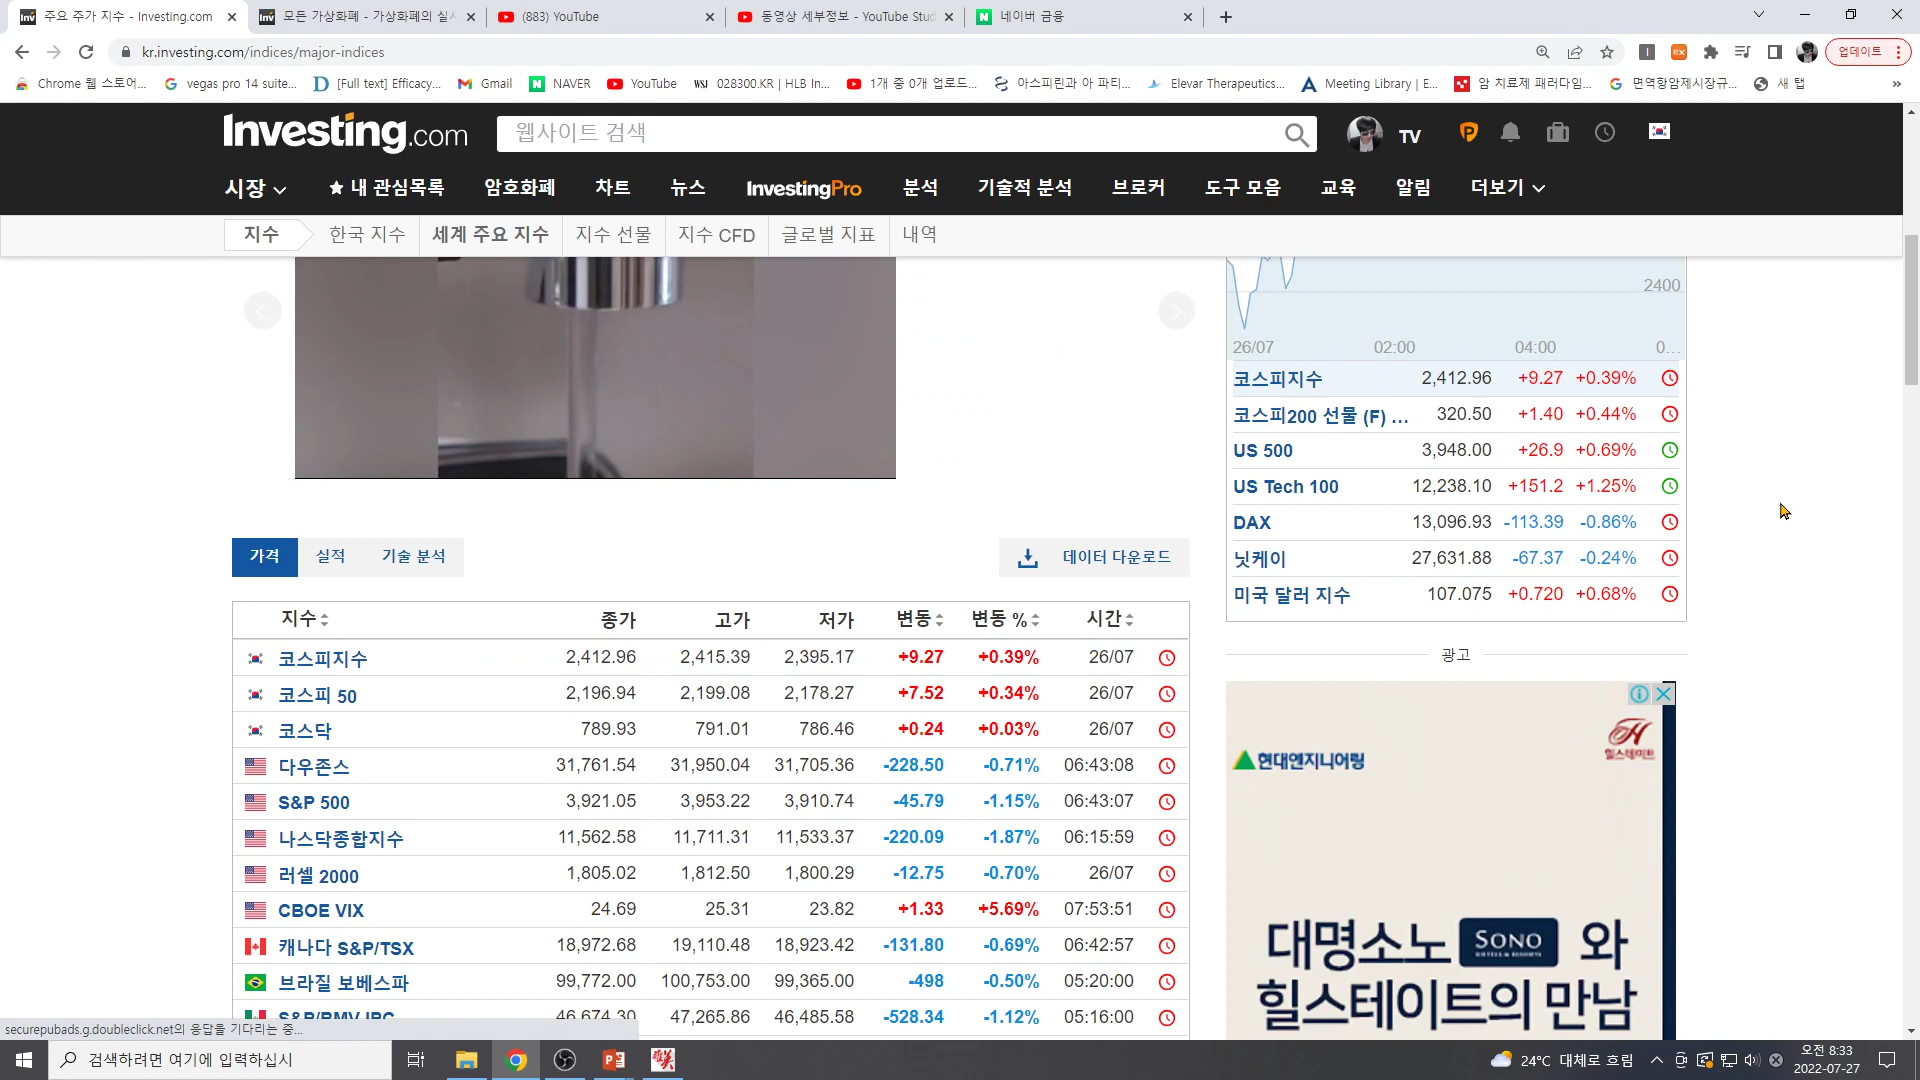 주요 주가 지수 - Investing.com
모든 가상화폐 - 가상화폐의 실시
(883) YouTube
동영상 세부정보 - YouTube Stud
네이버 금융
kr.investing.com/indices/major-indices
업데이트
Chrome 웹 스토어...
vegas pro 14 suite...
[Full text] Efficacy...
Gmail
NAVER
YouTube
028300.KR | HLB In...
1개 중 0개 업로드...
아스피린과 아 파티...
Elevar Therapeutics...
Meeting Library | E...
암 치료제 패러다임...
면역항암제시장규...
새 탭
Investing.com
웹사이트 검색
TV
시장
내 관심목록
암호화폐
차트
뉴스
InvestingPro
분석
기술적 분석
브로커
도구 모음
교육
알림
더보기
지수
한국 지수
세계 주요 지수
지수 선물
지수 CFD
글로벌 지표
내역
2400
26/07 02:00 04:00 0...
코스피지수 2,412.96 +9.27 +0.39%
코스피200 선물 (F) ... 320.50 +1.40 +0.44%
US 500 3,948.00 +26.9 +0.69%
US Tech 100 12,238.10 +151.2 +1.25%
DAX 13,096.93 -113.39 -0.86%
닛케이 27,631.88 -67.37 -0.24%
미국 달러 지수 107.075 +0.720 +0.68%
가격 실적 기술 분석
데이터 다운로드
지수 종가 고가 저가 변동 변동 % 시간
코스피지수 2,412.96 2,415.39 2,395.17 +9.27 +0.39% 26/07
코스피 50 2,196.94 2,199.08 2,178.27 +7.52 +0.34% 26/07
코스닥 789.93 791.01 786.46 +0.24 +0.03% 26/07
다우존스 31,761.54 31,950.04 31,705.36 -228.50 -0.71% 06:43:08
S&P 500 3,921.05 3,953.22 3,910.74 -45.79 -1.15% 06:43:07
나스닥종합지수 11,562.58 11,711.31 11,533.37 -220.09 -1.87% 06:15:59
러셀 2000 1,805.02 1,812.50 1,800.29 -12.75 -0.70% 26/07
CBOE VIX 24.69 25.31 23.82 +1.33 +5.69% 07:53:51
캐나다 S&P/TSX 18,972.68 19,110.48 18,923.42 -131.80 -0.69% 06:42:57
브라질 보베스파 99,772.00 100,753.00 99,365.00 -498 -0.50% 05:20:00
S&P/BMV IPC 46,674.30 47,265.86 46,485.58 -528.34 -1.12% 05:16:00
광고
현대엔지니어링
힐스테이트
대명소노 SONO 와
힐스테이트의 만남
securepubads.g.doubleclick.net의 응답을 기다리는 중...
검색하려면 여기에 입력하십시
24°C 대체로 흐림
오전 8:33
2022-07-27